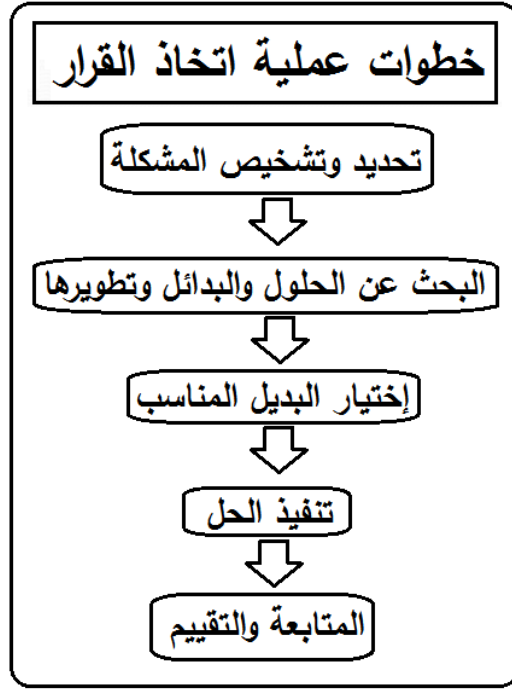 خطوات عملية اتخاذ القرار
تحديد وتشخيص المشكلة
البحث عن الحلول والبدائل وتطويرها
إختيار البديل المناسب
تنفيذ الحل
المتابعة والتقييم